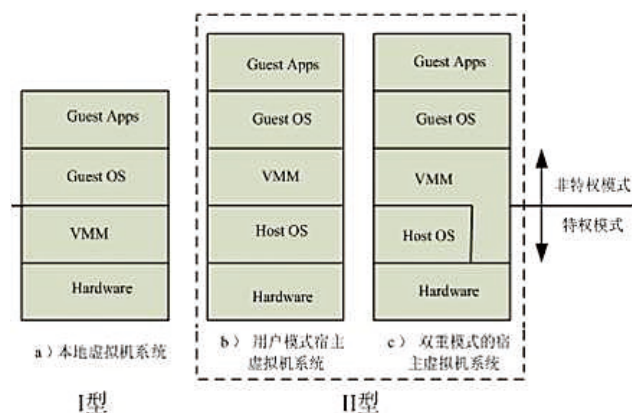 Guest Apps
Guest OS
VMM
Hardware
a）本地虚拟机系统
I型
Guest Apps
Guest OS
VMM
Host OS
Hardware
b） 用户模式宿主
虚拟机系统
Guest Apps
Guest OS
VMM
Host OS
Hardware
c） 双重模式的宿
主虚拟机系统
II型
非特权模式
特权模式